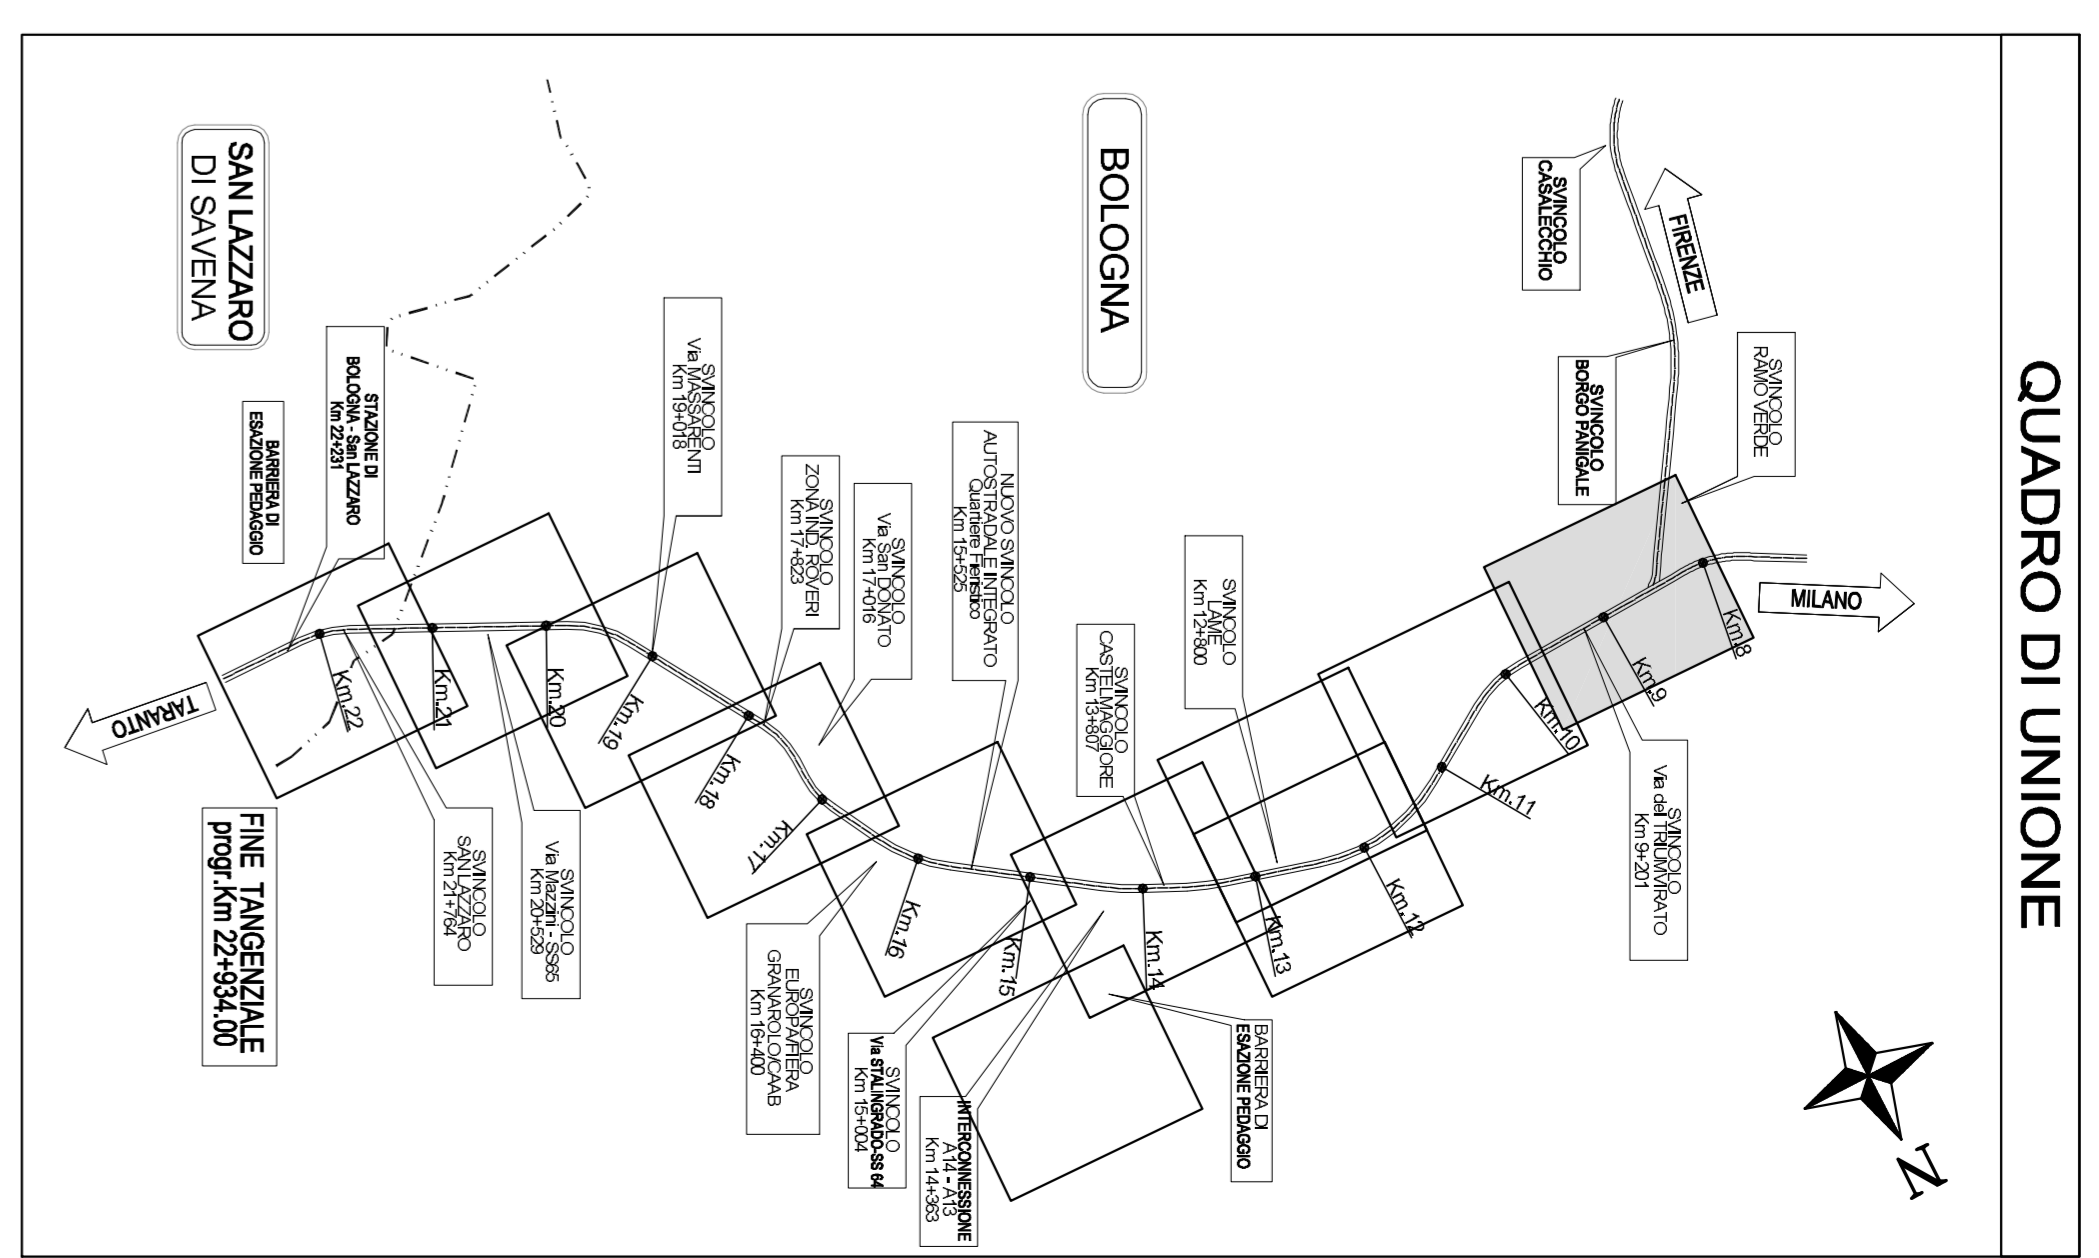 QUADRO DI UNIONE
SVINCOLO
RAMO VERDE
FIRENZE
SVINCOLO
CASALECCHIO
SVINCOLO
BORGO PANIGALE
MILANO
SVINCOLO
Via del TRIUMVIRATO
Km 9+201
Km.8
Km.9
Km.10
Km.11
Km.12
Km.13
Km.14
Km.15
Km.16
Km.17
Km.18
Km.19
Km.20
Km.21
Km.22
BOLOGNA
SVINCOLO
LAME
Km 12+800
SVINCOLO
CASTELMAGGIORE
Km 13+807
BARRIERA DI
ESAZIONE PEDAGGIO
INTERCONNESSIONE
A14 - A13
Km 14+363
SVINCOLO
Via STALINGRADO-SS 64
Km 15+004
NUOVO SVINCOLO
AUTOSTRADALE INTEGRATO
Quartiere Fieristico
Km 15+525
SVINCOLO
EUROPA/FIERA
GRANAROLO/CAAB
Km 16+400
SVINCOLO
Via San DONATO
Km 17+016
SVINCOLO
ZONA IND. ROVERI
Km 17+823
SVINCOLO
Via MASSARENTI
Km 19+018
SVINCOLO
Via Mazzini - SS65
Km 20+529
SVINCOLO
SAN LAZZARO
Km 21+764
STAZIONE DI
BOLOGNA - San LAZZARO
Km 22+231
BARRIERA DI
ESAZIONE PEDAGGIO
SAN LAZZARO
DI SAVENA
TARANTO
FINE TANGENZIALE
progr.Km 22+934.00
N